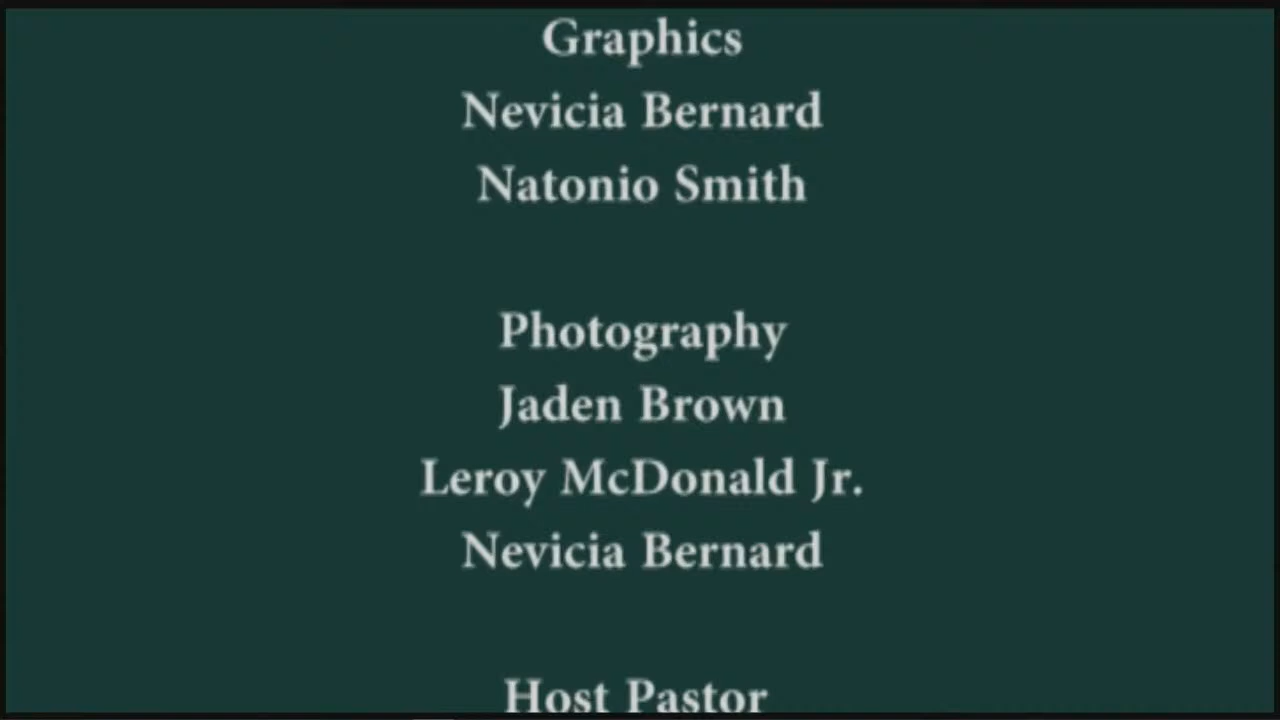 Graphics
Nevicia Bernard
Natonio Smith
Photography
Jaden Brown
Leroy McDonald Jr.
Nevicia Bernard
Host Pastor